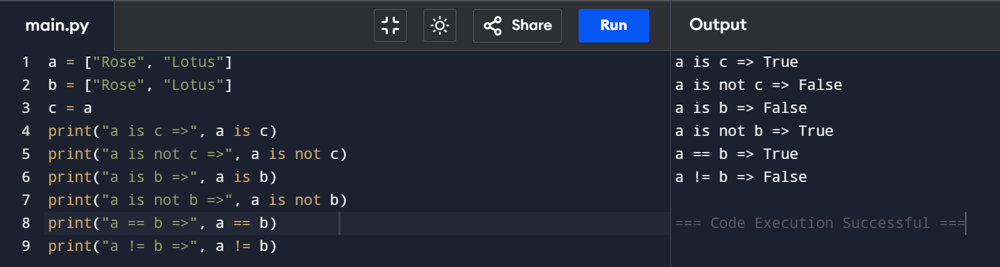 main.py
Share
Run
Output
1 a = ["Rose", "Lotus"]
2 b = ["Rose", "Lotus"]
3 c = a
4 print("a is c =>", a is c)
5 print("a is not c =>", a is not c)
6 print("a is b =>", a is b)
7 print("a is not b =>", a is not b)
8 print("a == b =>", a == b)
9 print("a != b =>", a != b)
a is c => True
a is not c => False
a is b => False
a is not b => True
a == b => True
a != b => False
=== Code Execution Successful ===